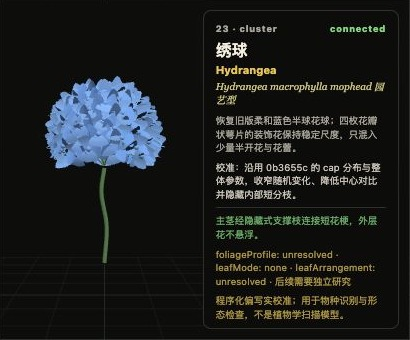 23 · cluster connected
绣球
Hydrangea
Hydrangea macrophylla mophead 园
艺型
恢复旧版柔和蓝色半球花球；四枚花瓣
状萼片的装饰花保持稳定尺度，只混入
少量半开花与花蕾。
校准：沿用 0b3655c 的 cap 分布与整
体参数，收窄随机变化、降低中心对比
并隐藏内部短分枝。
主茎经隐藏式支撑枝连接短花梗，外层
花不悬浮。
foliageProfile: unresolved ·
leafMode: none · leafArrangement:
unresolved · 后续需要独立研究
程序化偏写实校准；用于物种识别与形
态检查，不是植物学扫描模型。